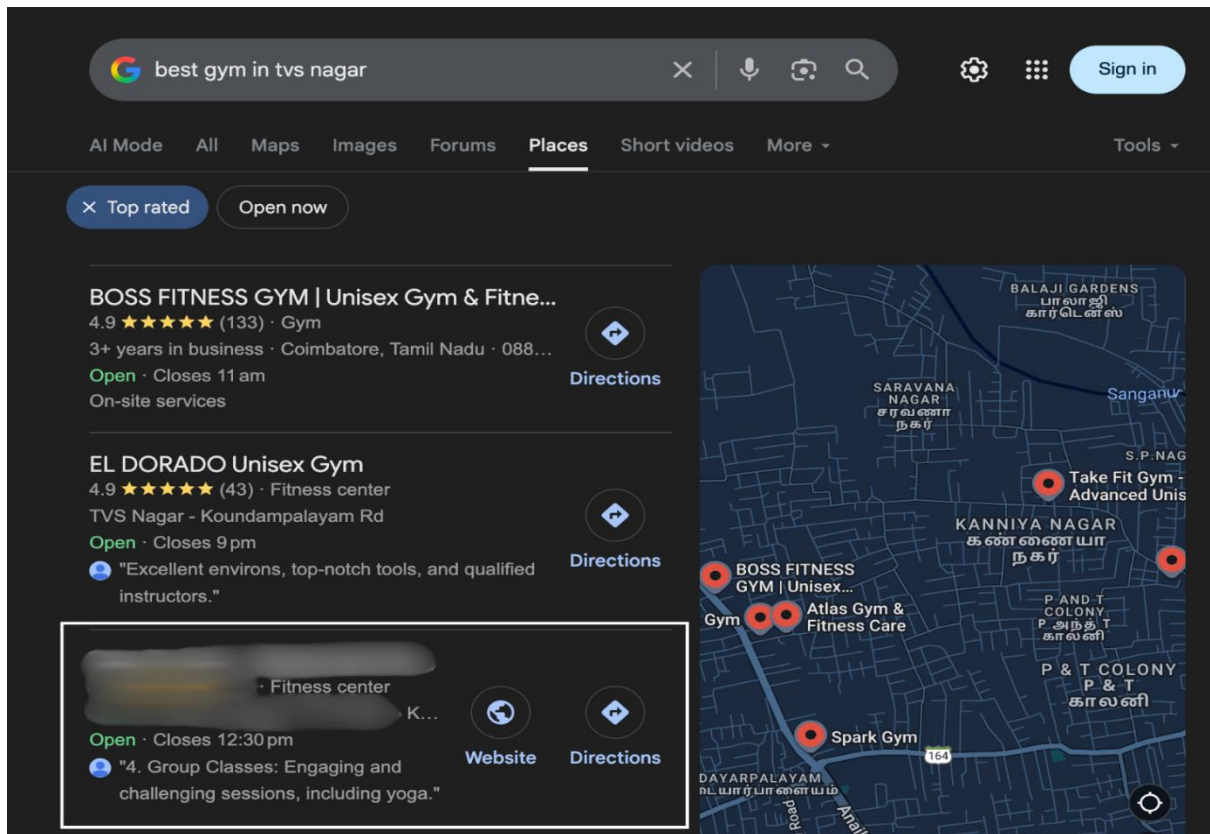 best gym in tvs nagar
Sign in
AI Mode All Maps Images Forums Places Short videos More Tools
Top rated Open now
BOSS FITNESS GYM | Unisex Gym & Fitne...
4.9 ★★★★★ (133) · Gym
3+ years in business · Coimbatore, Tamil Nadu · 088...
Open · Closes 11 am
On-site services
Directions
EL DORADO Unisex Gym
4.9 ★★★★★ (43) · Fitness center
TVS Nagar - Koundampalayam Rd
Open · Closes 9 pm
"Excellent environs, top-notch tools, and qualified
instructors."
Directions
· Fitness center
K...
Open · Closes 12:30 pm
"4. Group Classes: Engaging and
challenging sessions, including yoga."
Website
Directions
BALAJI GARDENS
பாலாஜி
கார்டென்ஸ்
SARAVANA
NAGAR
சரவணா
நகர்
Sanganur
S.P.NAG
Take Fit Gym -
Advanced Unis
KANNIYA NAGAR
கண்ணையா
நகர்
BOSS FITNESS
GYM | Unisex...
Gym
Atlas Gym &
Fitness Care
P AND T
COLONY
P அந்த் T
காலனி
P & T COLONY
P & T
காலனி
Spark Gym
164
DAYARPALAYAM
டையார்பாளையம்
Road
Anaik